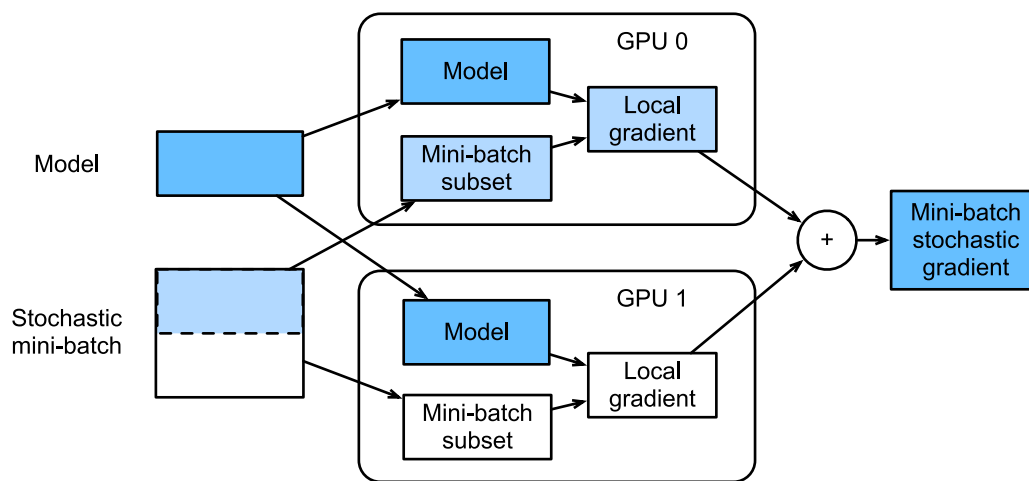 Model
Stochastic
mini-batch
GPU 0
Model
Mini-batch
subset
Local
gradient
GPU 1
Model
Mini-batch
subset
Local
gradient
+
Mini-batch
stochastic
gradient